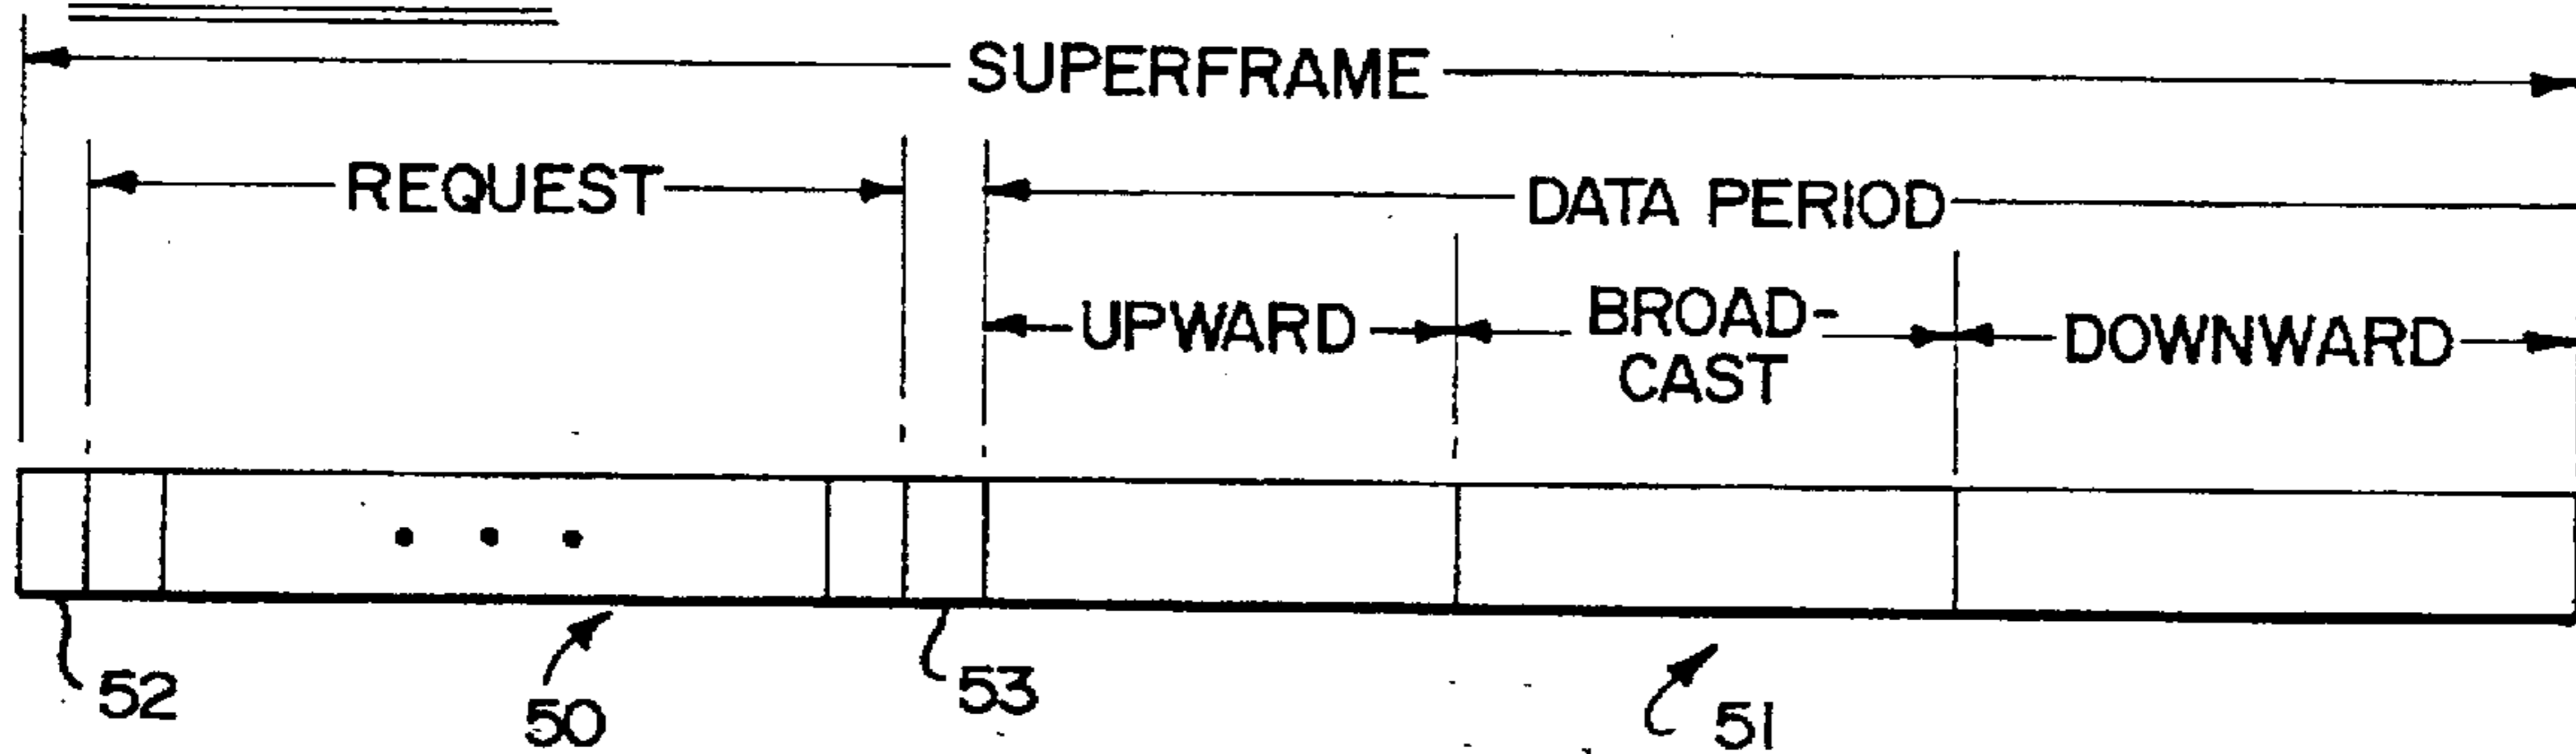 SUPERFRAME
REQUEST
DATA PERIOD
UPWARD
BROAD-
CAST
DOWNWARD
52
50
53
51